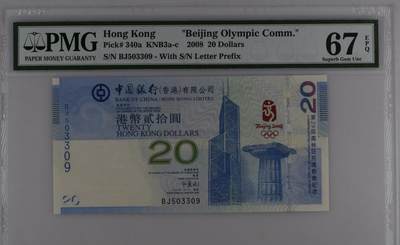 PMG
PAPER MONEY GUARANTY
Hong Kong "Beijing Olympic Comm."
Pick# 340a KNB3a-c 2008 20 Dollars
S/N BJ503309 - With S/N Letter Prefix
67 EPQ
Superb Gem Unc
中國銀行(香港)有限公司
BANK OF CHINA (HONG KONG) LIMITED
港幣貳拾圓
TWENTY
HONG KONG DOLLARS
20
BJ503309
20
BJ503309
Beijing 2008
20